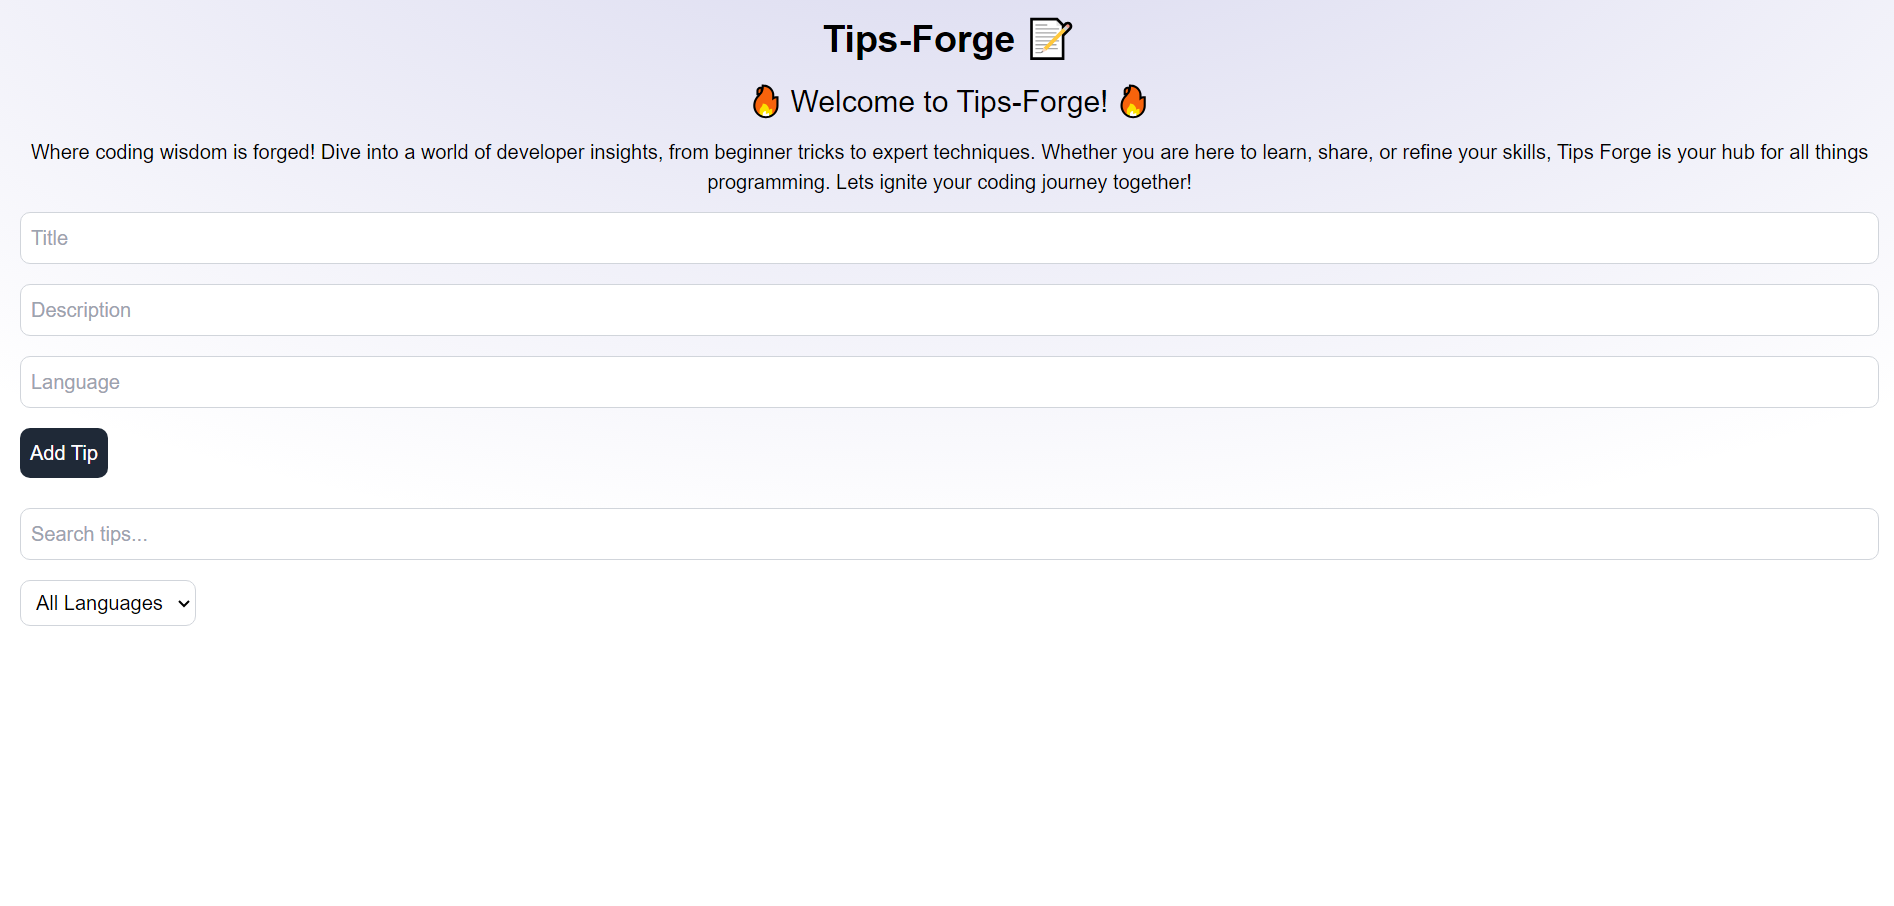 Tips-Forge 📝
🔥 Welcome to Tips-Forge! 🔥
Where coding wisdom is forged! Dive into a world of developer insights, from beginner tricks to expert techniques. Whether you are here to learn, share, or refine your skills, Tips Forge is your hub for all things
programming. Lets ignite your coding journey together!
Title
Description
Language
Add Tip
Search tips...
All Languages